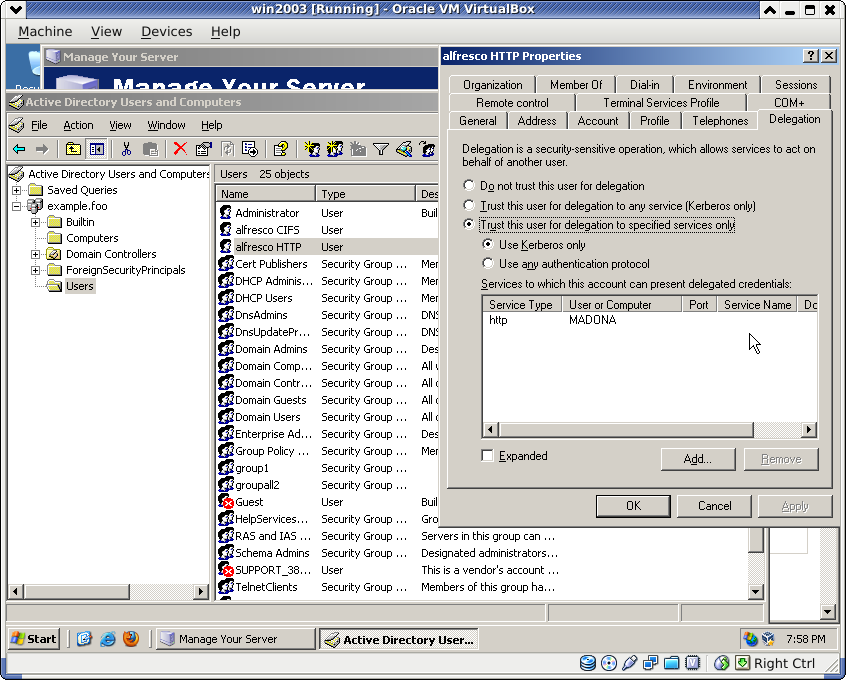 win2003 [Running] - Oracle VM VirtualBox
Machine View Devices Help
Manage Your Server
Manage Your Server
Active Directory Users and Computers
File Action View Window Help
Active Directory Users and Computers
Saved Queries
example.foo
Builtin
Computers
Domain Controllers
ForeignSecurityPrincipals
Users
Users 25 objects
Name Type Des
Administrator User Buil
alfresco CIFS User
alfresco HTTP User
Cert Publishers Security Group ... Mer
DHCP Adminis... Security Group ... Mer
DHCP Users Security Group ... Mer
DnsAdmins Security Group ... DNS
DnsUpdatePr... Security Group ... DNS
Domain Admins Security Group ... Des
Domain Comp... Security Group ... All
Domain Contr... Security Group ... All
Domain Guests Security Group ... All
Domain Users Security Group ... All
Enterprise Ad... Security Group ... Des
Group Policy ... Security Group ... Mer
group1 Security Group ...
groupall2 Security Group ...
Guest User Buil
HelpServices... Security Group ... Gro
RAS and IAS ... Security Group ... Servers in this group can ...
Schema Admins Security Group ... Designated administrators...
SUPPORT_38... User This is a vendor's account ...
TelnetClients Security Group ... Members of this group ha...
alfresco HTTP Properties
Organization Member Of Dial-in Environment Sessions
Remote control Terminal Services Profile COM+
General Address Account Profile Telephones Delegation
Delegation is a security-sensitive operation, which allows services to act on
behalf of another user.
Do not trust this user for delegation
Trust this user for delegation to any service (Kerberos only)
Trust this user for delegation to specified services only
Use Kerberos only
Use any authentication protocol
Services to which this account can present delegated credentials:
Service Type User or Computer Port Service Name Do
http MADONA
Expanded Add... Remove
OK Cancel Apply
Start Manage Your Server Active Directory User... 7:58 PM
Right Ctrl